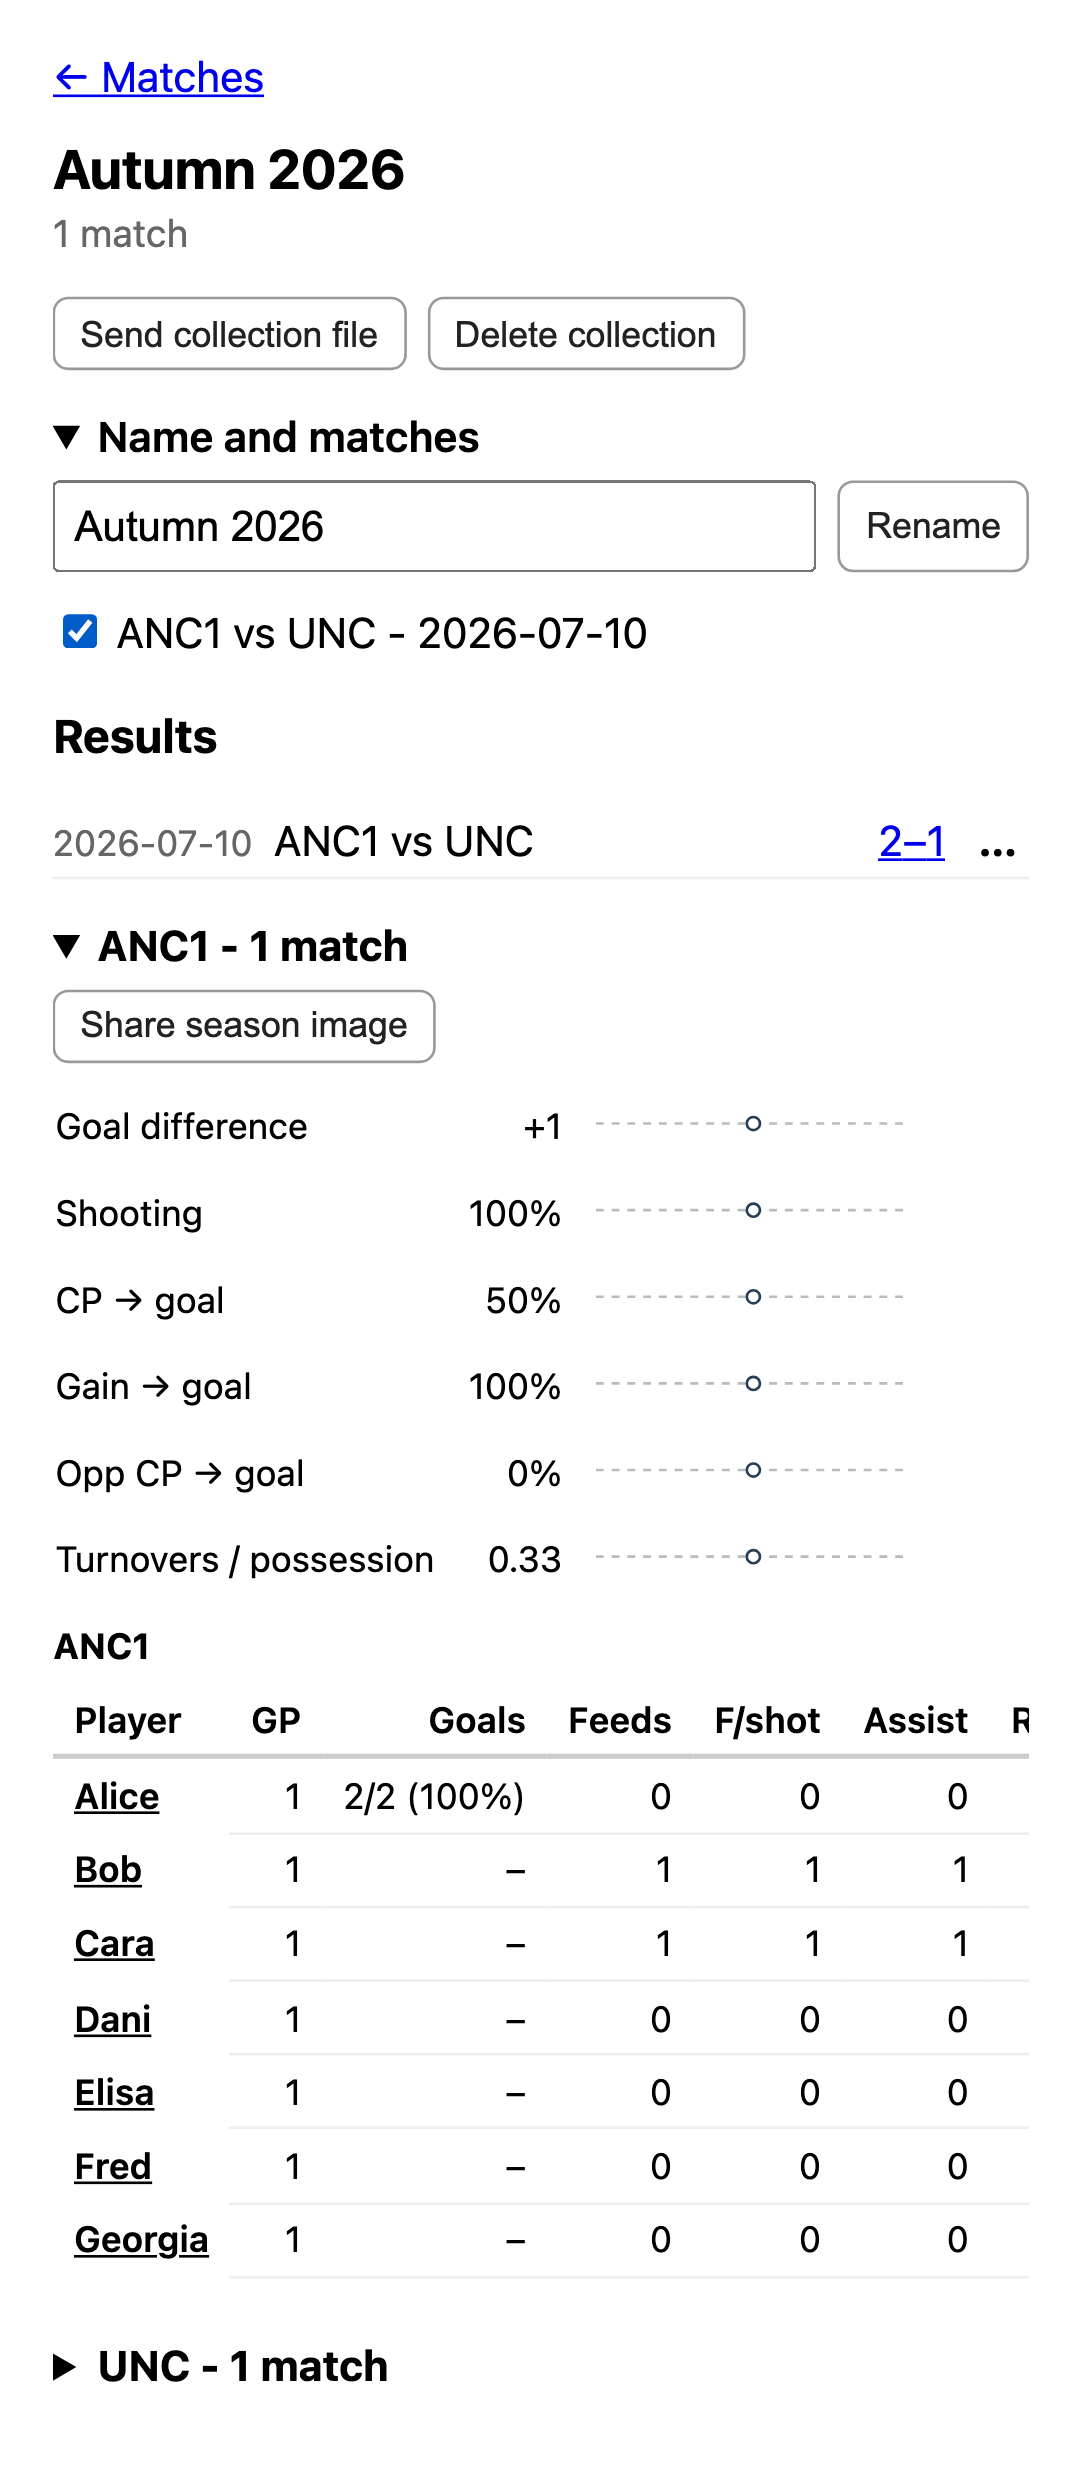 ← Matches
Autumn 2026
1 match
Send collection file Delete collection
▼ Name and matches
Autumn 2026 Rename
ANC1 vs UNC - 2026-07-10
Results
2026-07-10 ANC1 vs UNC 2–1 ...
▼ ANC1 - 1 match
Share season image
Goal difference +1
Shooting 100%
CP → goal 50%
Gain → goal 100%
Opp CP → goal 0%
Turnovers / possession 0.33
ANC1
Player GP Goals Feeds F/shot Assist
Alice 1 2/2 (100%) 0 0 0
Bob 1 – 1 1 1
Cara 1 – 1 1 1
Dani 1 – 0 0 0
Elisa 1 – 0 0 0
Fred 1 – 0 0 0
Georgia 1 – 0 0 0
▶ UNC - 1 match